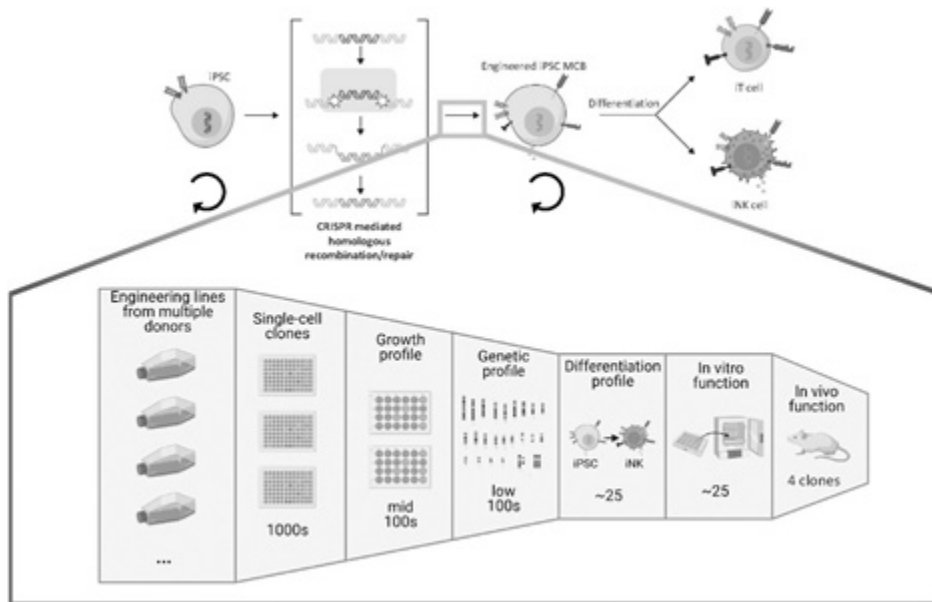 iPSC
CRISPR mediated
homologous
recombination/repair
Engineered iPSC MCB
Differentiation
iT cell
iNK cell
Engineering lines
from multiple
donors
...
Single-cell
clones
1000s
Growth
profile
mid
100s
Genetic
profile
low
100s
Differentiation
profile
iPSC
iNK
~25
In vitro
function
~25
In vivo
function
4 clones